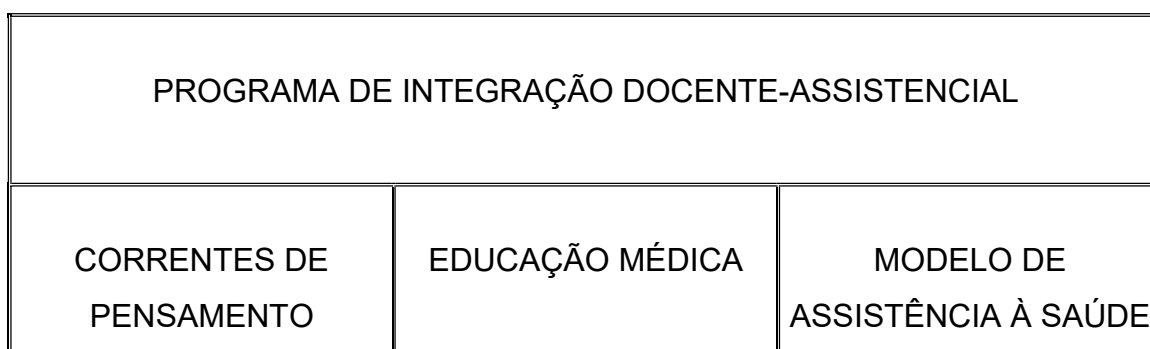 PROGRAMA DE INTEGRAÇÃO DOCENTE-ASSISTENCIAL
CORRENTES DE
PENSAMENTO
EDUCAÇÃO MÉDICA
MODELO DE
ASSISTÊNCIA À SAÚDE